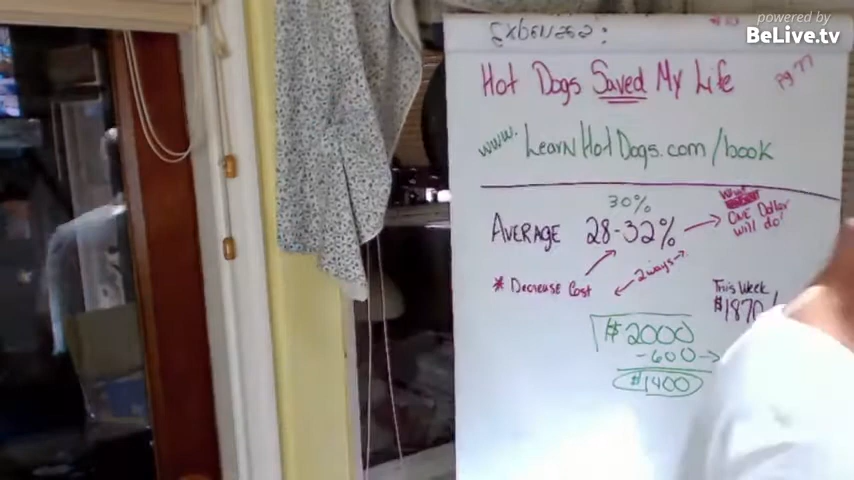 powered by
BeLive.tv
Expenses:
Hot Dogs Saved My Life
Pg 77
www.LearnHotDogs.com/book
30%
AVERAGE 28-32%
ONE Dollar
will do!
* Decrease Cost
2 ways
This Week
$1870/
$2000
-600
$1400